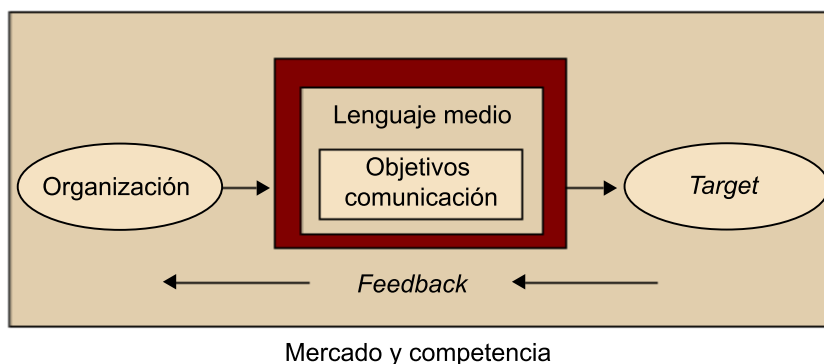 Lenguaje medio
Objetivos
comunicación
Organización
Target
Feedback
Mercado y competencia